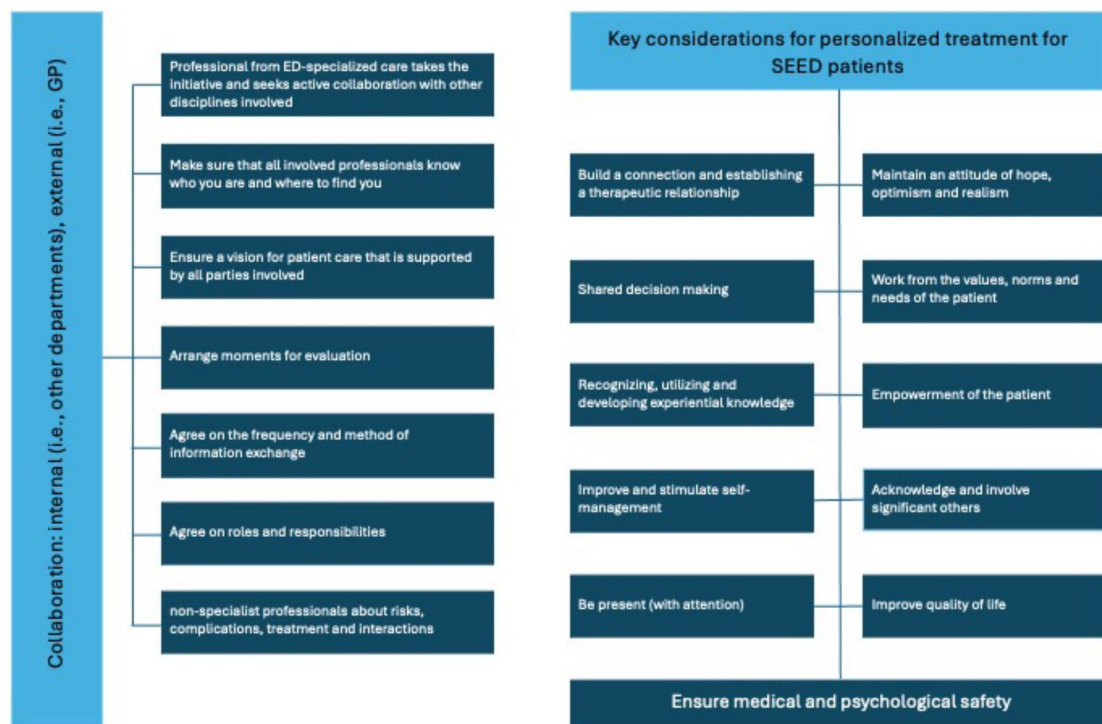 Collaboration: internal (i.e., other departments), external (i.e., GP)
Professional from ED-specialized care takes the
initiative and seeks active collaboration with other
disciplines involved
Make sure that all involved professionals know
who you are and where to find you
Ensure a vision for patient care that is supported
by all parties involved
Arrange moments for evaluation
Agree on the frequency and method of
information exchange
Agree on roles and responsibilities
non-specialist professionals about risks,
complications, treatment and interactions
Key considerations for personalized treatment for
SEED patients
Build a connection and establishing
a therapeutic relationship
Maintain an attitude of hope,
optimism and realism
Shared decision making
Work from the values, norms and
needs of the patient
Recognizing, utilizing and
developing experiential knowledge
Empowerment of the patient
Improve and stimulate self-
management
Acknowledge and involve
significant others
Be present (with attention)
Improve quality of life
Ensure medical and psychological safety